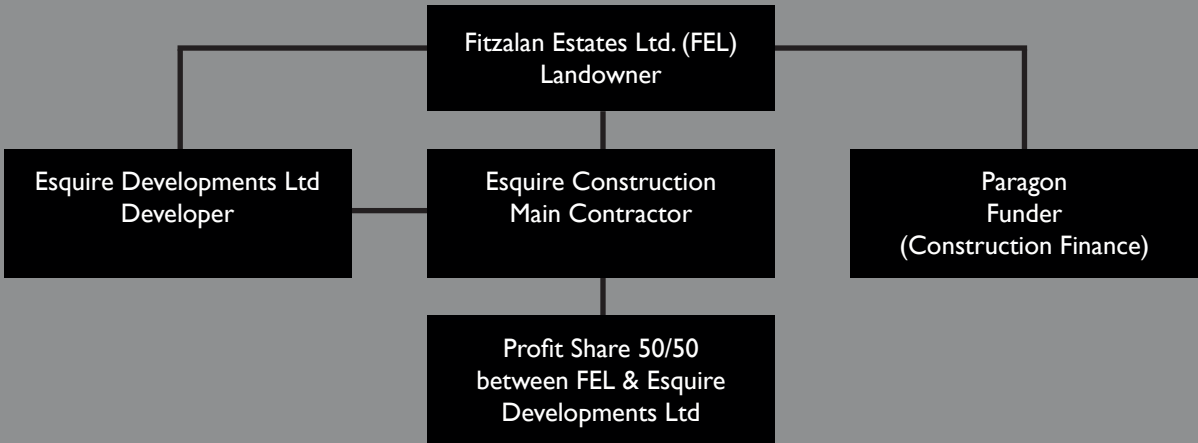 Fitzalan Estates Ltd. (FEL)
Landowner
Esquire Developments Ltd
Developer
Esquire Construction
Main Contractor
Paragon
Funder
(Construction Finance)
Profit Share 50/50
between FEL & Esquire
Developments Ltd